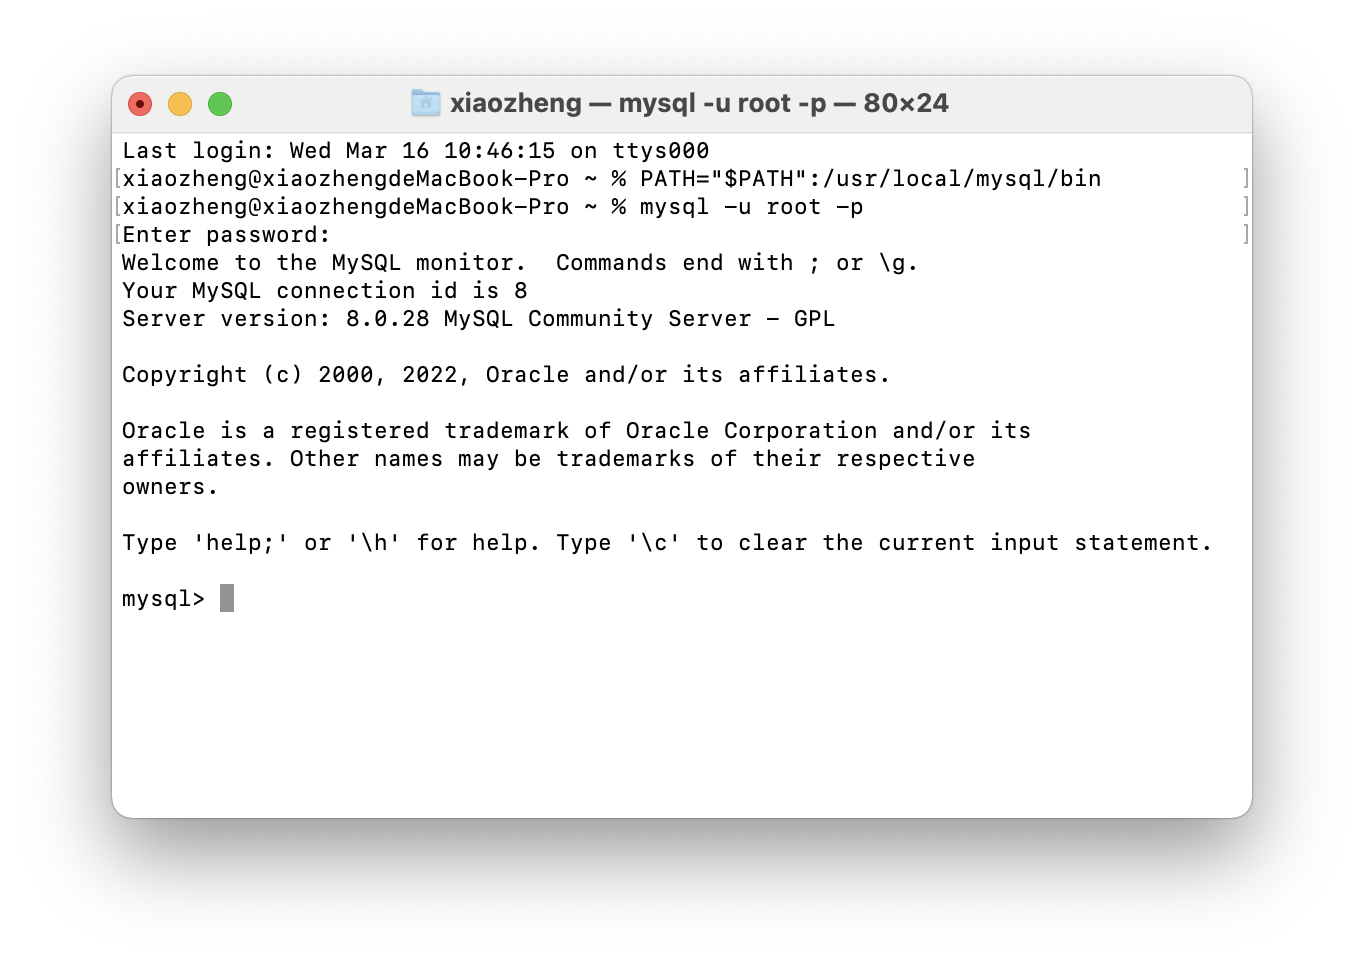 xiaozheng — mysql -u root -p — 80×24
Last login: Wed Mar 16 10:46:15 on ttys000
[xiaozheng@xiaozhengdeMacBook-Pro ~ % PATH="$PATH":/usr/local/mysql/bin ]
[xiaozheng@xiaozhengdeMacBook-Pro ~ % mysql -u root -p ]
[Enter password: ]
Welcome to the MySQL monitor.  Commands end with ; or \g.
Your MySQL connection id is 8
Server version: 8.0.28 MySQL Community Server - GPL
Copyright (c) 2000, 2022, Oracle and/or its affiliates.
Oracle is a registered trademark of Oracle Corporation and/or its
affiliates. Other names may be trademarks of their respective
owners.
Type 'help;' or '\h' for help. Type '\c' to clear the current input statement.
mysql>